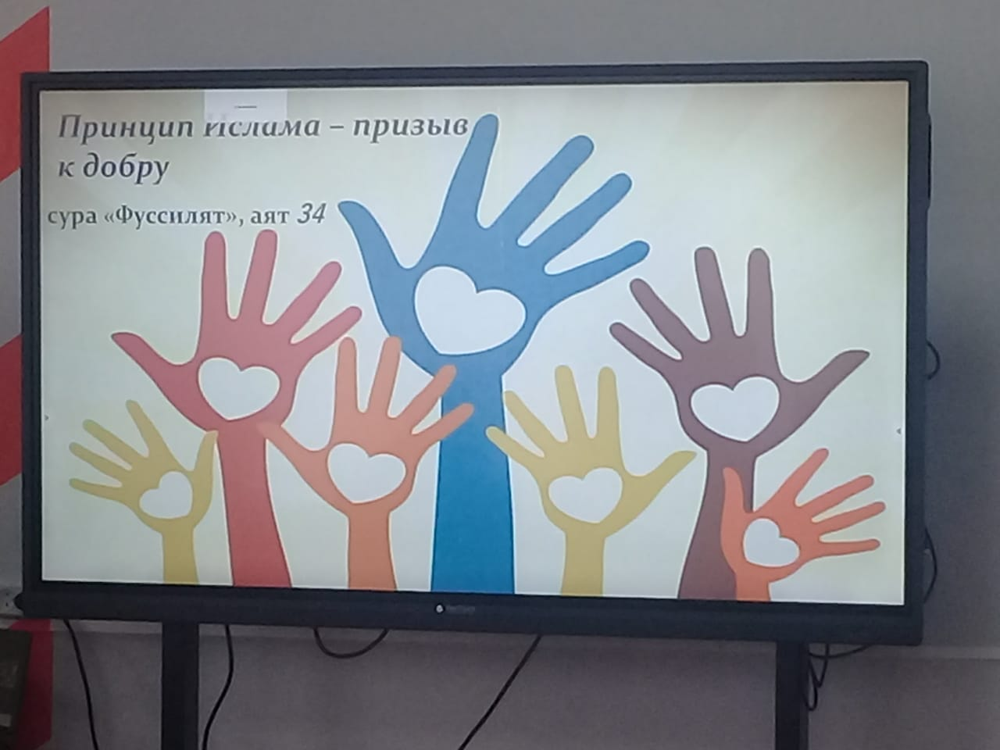 Принцип Ислама – призыв
к добру
сура «Фуссилят», аят 34